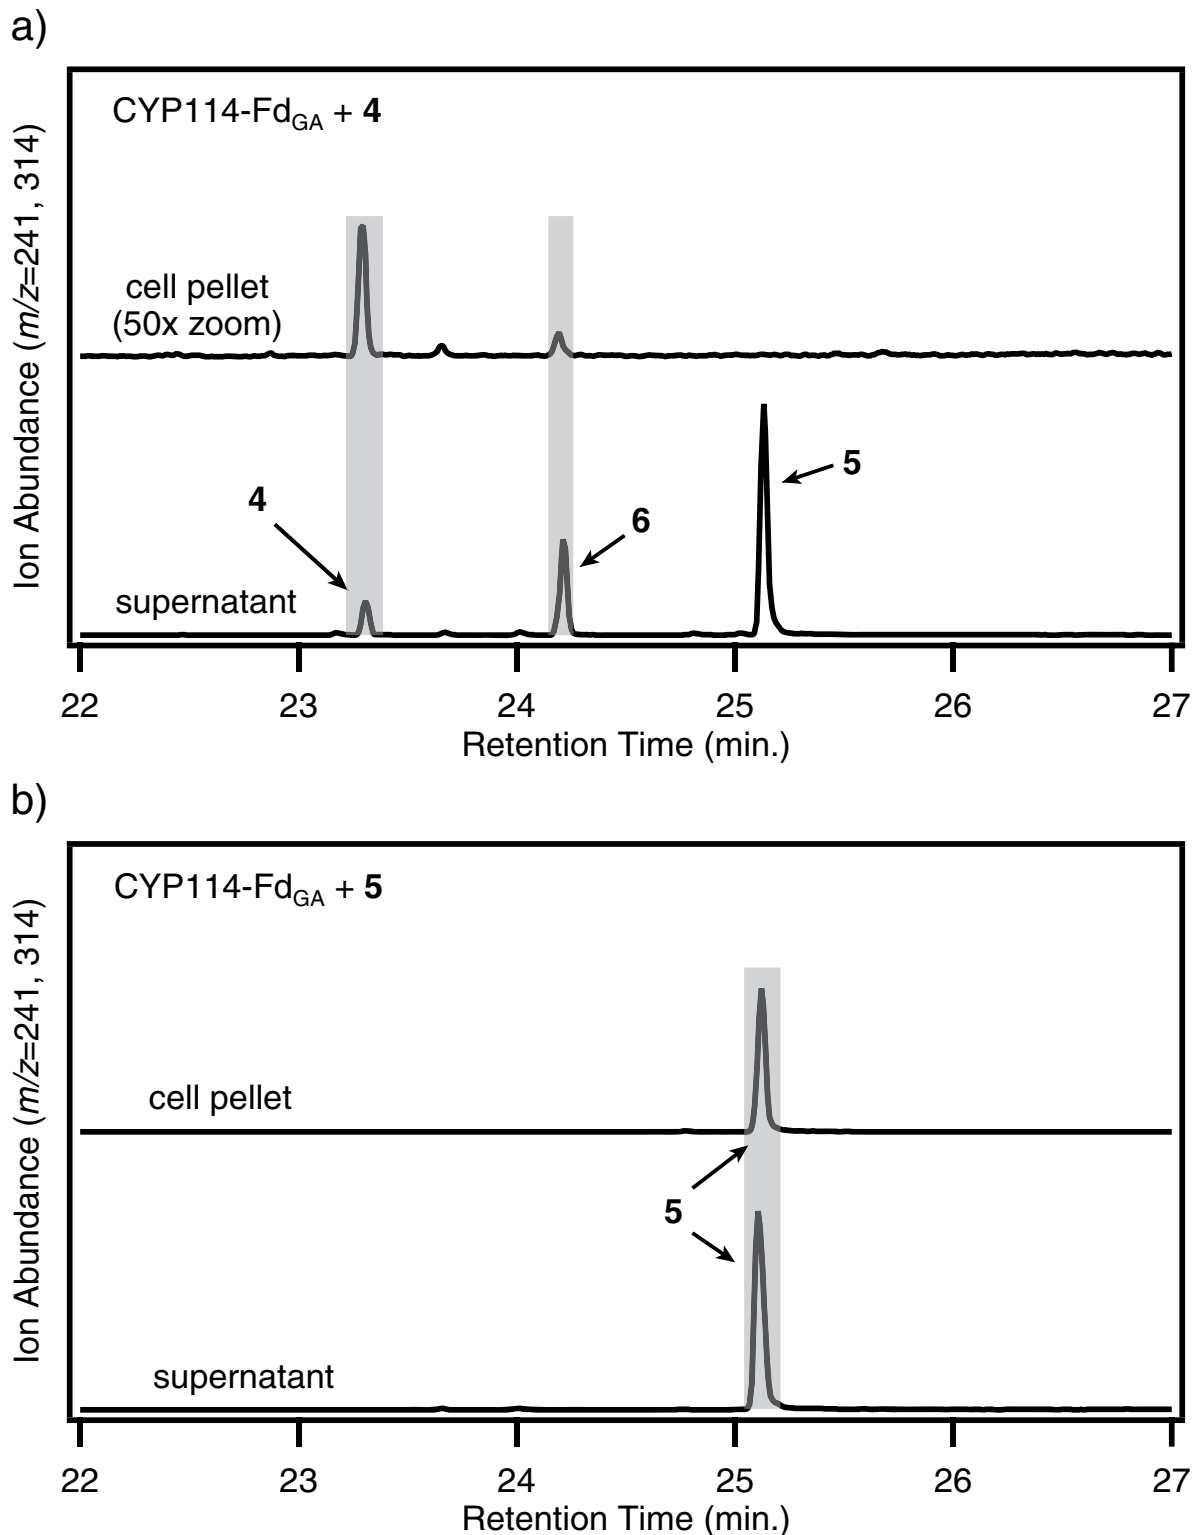 a)
CYP114-FdGA + 4
cell pellet
(50x zoom)
5
4
6
supernatant
Ion Abundance (m/z=241, 314)
22 23 24 25 26 27
Retention Time (min.)
b)
CYP114-FdGA + 5
cell pellet
5
supernatant
Ion Abundance (m/z=241, 314)
22 23 24 25 26 27
Retention Time (min.)